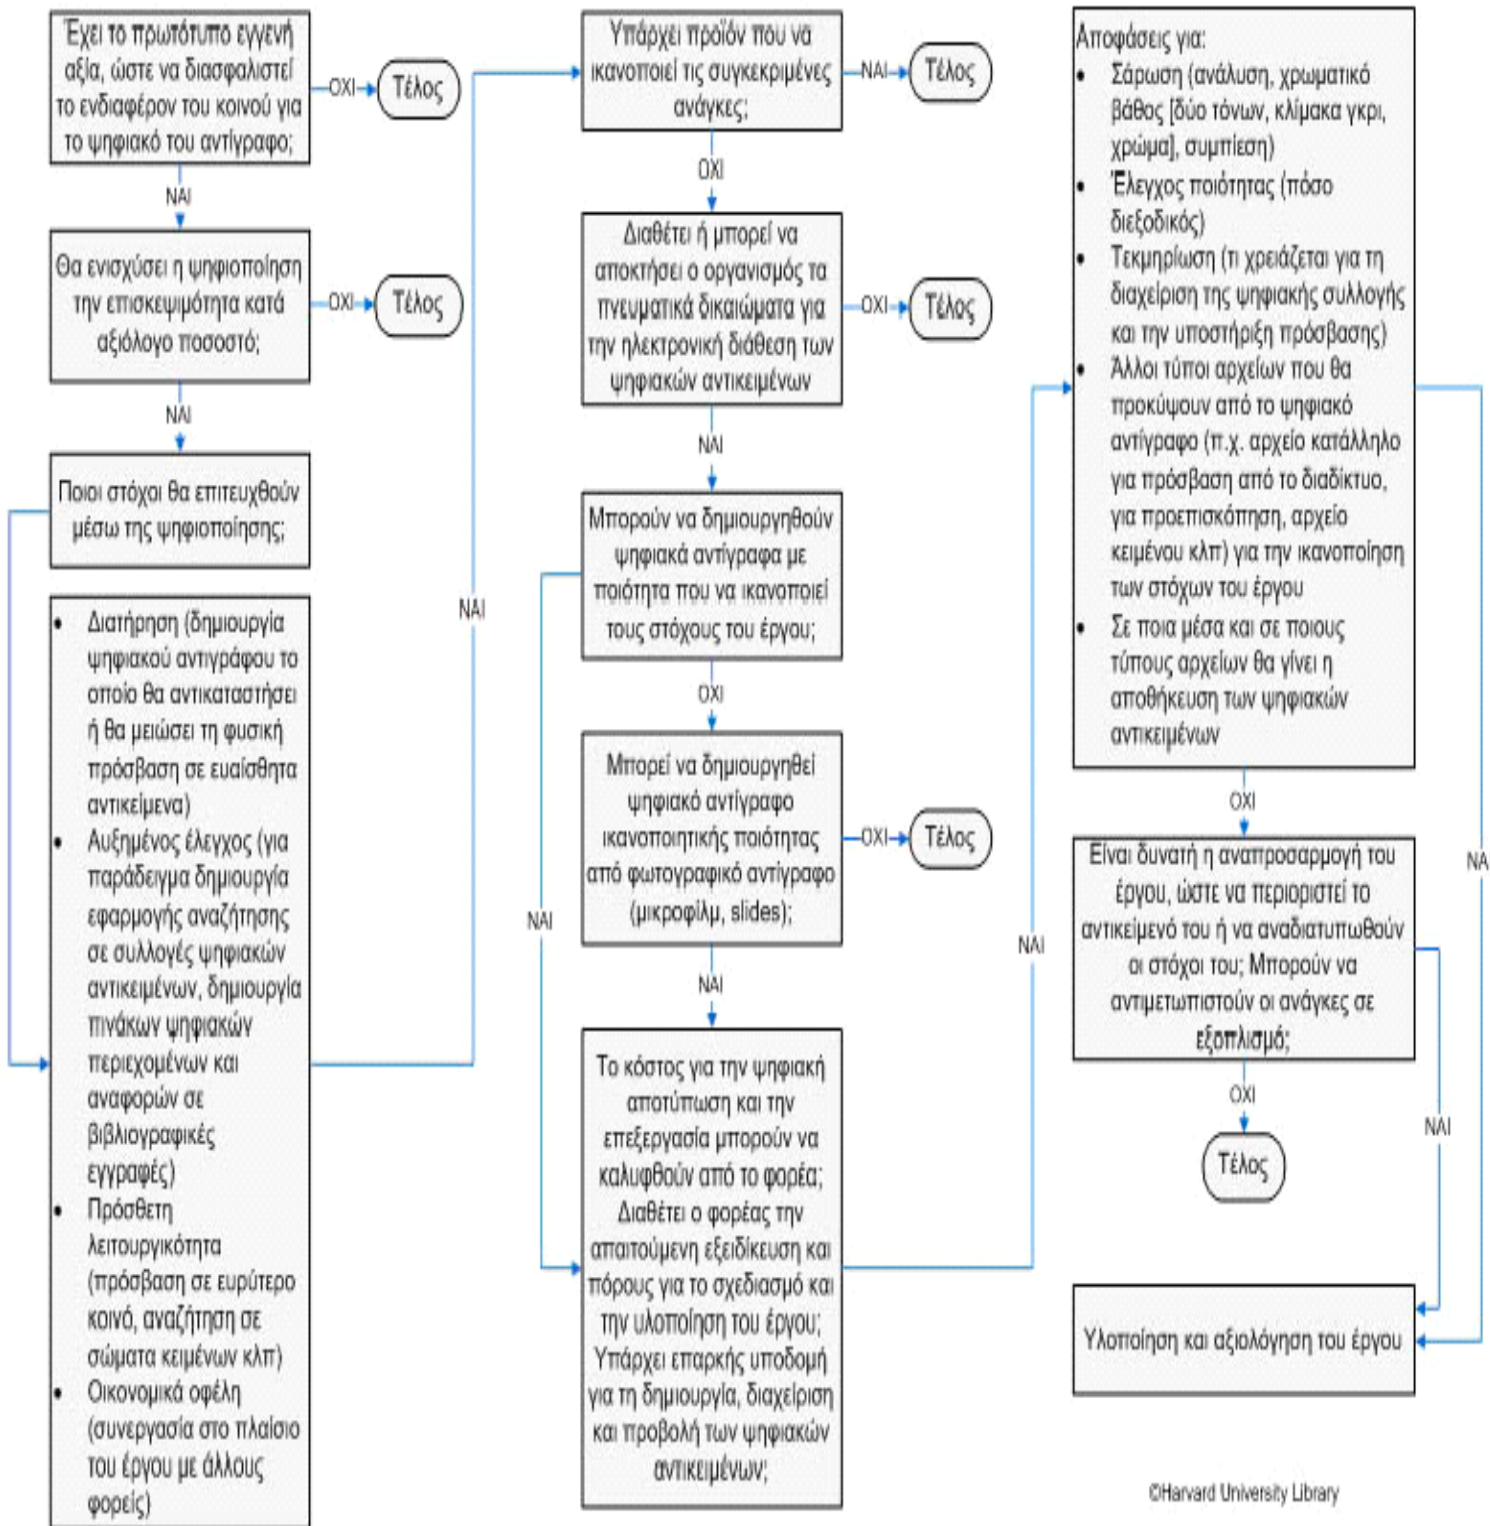 Έχει το πρωτότυπο εγγενή
αξία, ώστε να διασφαλιστεί
το ενδιαφέρον του κοινού για
το ψηφιακό του αντίγραφο;
ΟΧΙ
Τέλος
ΝΑΙ
Θα ενισχύσει η ψηφιοποίηση
την επισκεψιμότητα κατά
αξιόλογο ποσοστό;
ΟΧΙ
Τέλος
ΝΑΙ
Ποιοι στόχοι θα επιτευχθούν
μέσω της ψηφιοποίησης;
• Διατήρηση (δημιουργία
ψηφιακού αντιγράφου το
οποίο θα αντικαταστήσει
ή θα μειώσει τη φυσική
πρόσβαση σε ευαίσθητα
αντικείμενα)
• Αυξημένος έλεγχος (για
παράδειγμα δημιουργία
εφαρμογής αναζήτησης
σε συλλογές ψηφιακών
αντικειμένων, δημιουργία
πινάκων ψηφιακών
περιεχομένων και
αναφορών σε
βιβλιογραφικές
εγγραφές)
• Πρόσθετη
λειτουργικότητα
(πρόσβαση σε ευρύτερο
κοινό, αναζήτηση σε
σώματα κειμένων κλπ)
• Οικονομικά οφέλη
(συνεργασία στο πλαίσιο
του έργου με άλλους
φορείς)
ΝΑΙ
Υπάρχει προϊόν που να
ικανοποιεί τις συγκεκριμένες
ανάγκες;
ΝΑΙ
Τέλος
ΟΧΙ
Διαθέτει ή μπορεί να
αποκτήσει ο οργανισμός τα
πνευματικά δικαιώματα για
την ηλεκτρονική διάθεση των
ψηφιακών αντικειμένων
ΟΧΙ
Τέλος
ΝΑΙ
Μπορούν να δημιουργηθούν
ψηφιακά αντίγραφα με
ποιότητα που να ικανοποιεί
τους στόχους του έργου;
ΟΧΙ
Μπορεί να δημιουργηθεί
ψηφιακό αντίγραφο
ικανοποιητικής ποιότητας
από φωτογραφικό αντίγραφο
(μικροφίλμ, slides);
ΟΧΙ
Τέλος
ΝΑΙ
ΝΑΙ
Το κόστος για την ψηφιακή
αποτύπωση και την
επεξεργασία μπορούν να
καλυφθούν από το φορέα;
Διαθέτει ο φορέας την
απαιτούμενη εξειδίκευση και
πόρους για το σχεδιασμό και
την υλοποίηση του έργου;
Υπάρχει επαρκής υποδομή
για τη δημιουργία, διαχείριση
και προβολή των ψηφιακών
αντικειμένων;
ΝΑΙ
Αποφάσεις για:
• Σάρωση (ανάλυση, χρωματικό
βάθος [δύο τόνων, κλίμακα γκρι,
χρώμα], συμπίεση)
• Έλεγχος ποιότητας (πόσο
διεξοδικός)
• Τεκμηρίωση (τι χρειάζεται για τη
διαχείριση της ψηφιακής συλλογής
και την υποστήριξη πρόσβασης)
• Άλλοι τύποι αρχείων που θα
προκύψουν από το ψηφιακό
αντίγραφο (π.χ. αρχείο κατάλληλο
για πρόσβαση από το διαδίκτυο,
για προεπισκόπηση, αρχείο
κειμένου κλπ) για την ικανοποίηση
των στόχων του έργου
• Σε ποια μέσα και σε ποιους
τύπους αρχείων θα γίνει η
αποθήκευση των ψηφιακών
αντικειμένων
ΟΧΙ
ΝΑ
Είναι δυνατή η αναπροσαρμογή του
έργου, ώστε να περιοριστεί το
αντικείμενό του ή να αναδιατυπωθούν
οι στόχοι του; Μπορούν να
αντιμετωπιστούν οι ανάγκες σε
εξοπλισμό;
ΟΧΙ
ΝΑΙ
Τέλος
Υλοποίηση και αξιολόγηση του έργου
©Harvard University Library